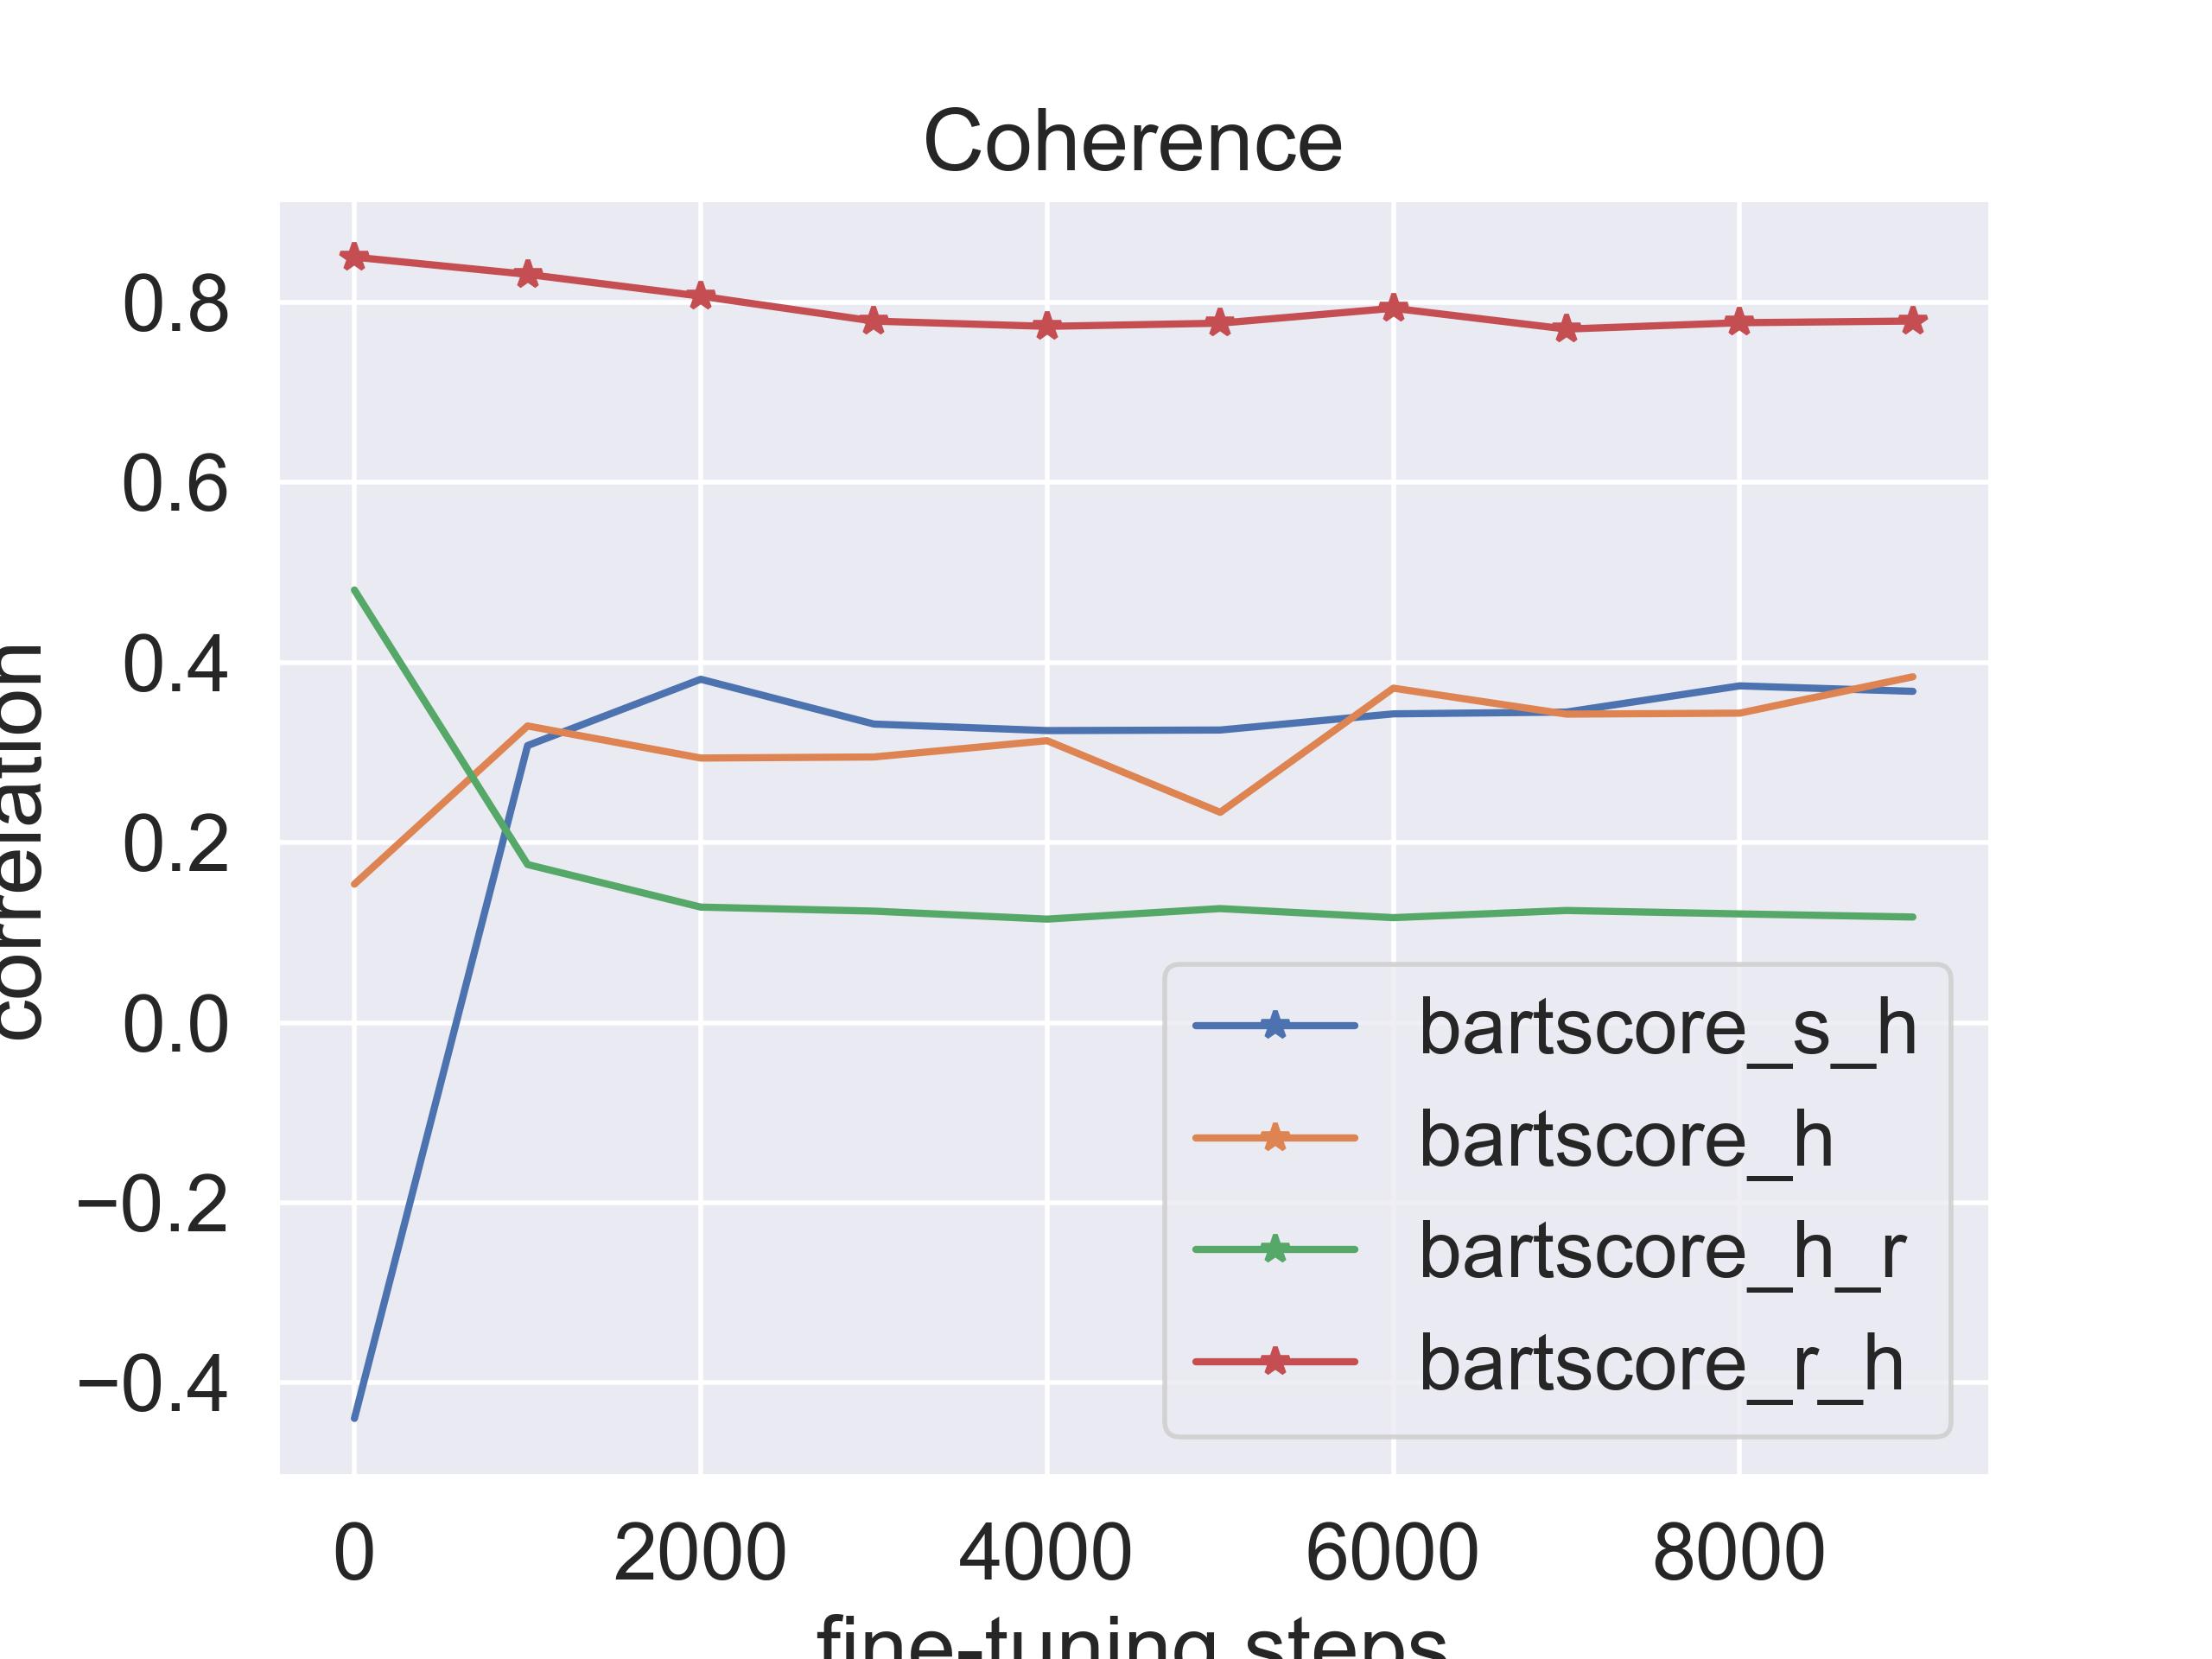 Coherence
0.8
0.6
0.4
0.2
0.0
−0.2
−0.4
correlation
bartscore_s_h
bartscore_h
bartscore_h_r
bartscore_r_h
0 2000 4000 6000 8000
fine-tuning steps